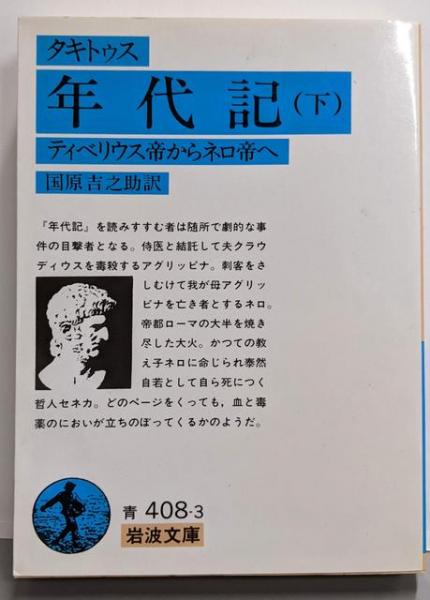 タキトゥス
年代記(下)
ティベリウス帝からネロ帝へ
国原吉之助訳
『年代記』を読みすすむ者は随所で劇的な事
件の目撃者となる。侍医と結託して夫クラウ
ディウスを毒殺するアグリッピナ。刺客をさ
しむけて我が母アグリッ
ピナを亡き者とするネロ。
帝都ローマの大半を焼き
尽した大火。かつての教
え子ネロに命じられ泰然
自若として自ら死につく
哲人セネカ。どのページをくっても,血と毒
薬のにおいが立ちのぼってくるかのようだ。
青 408-3
岩波文庫